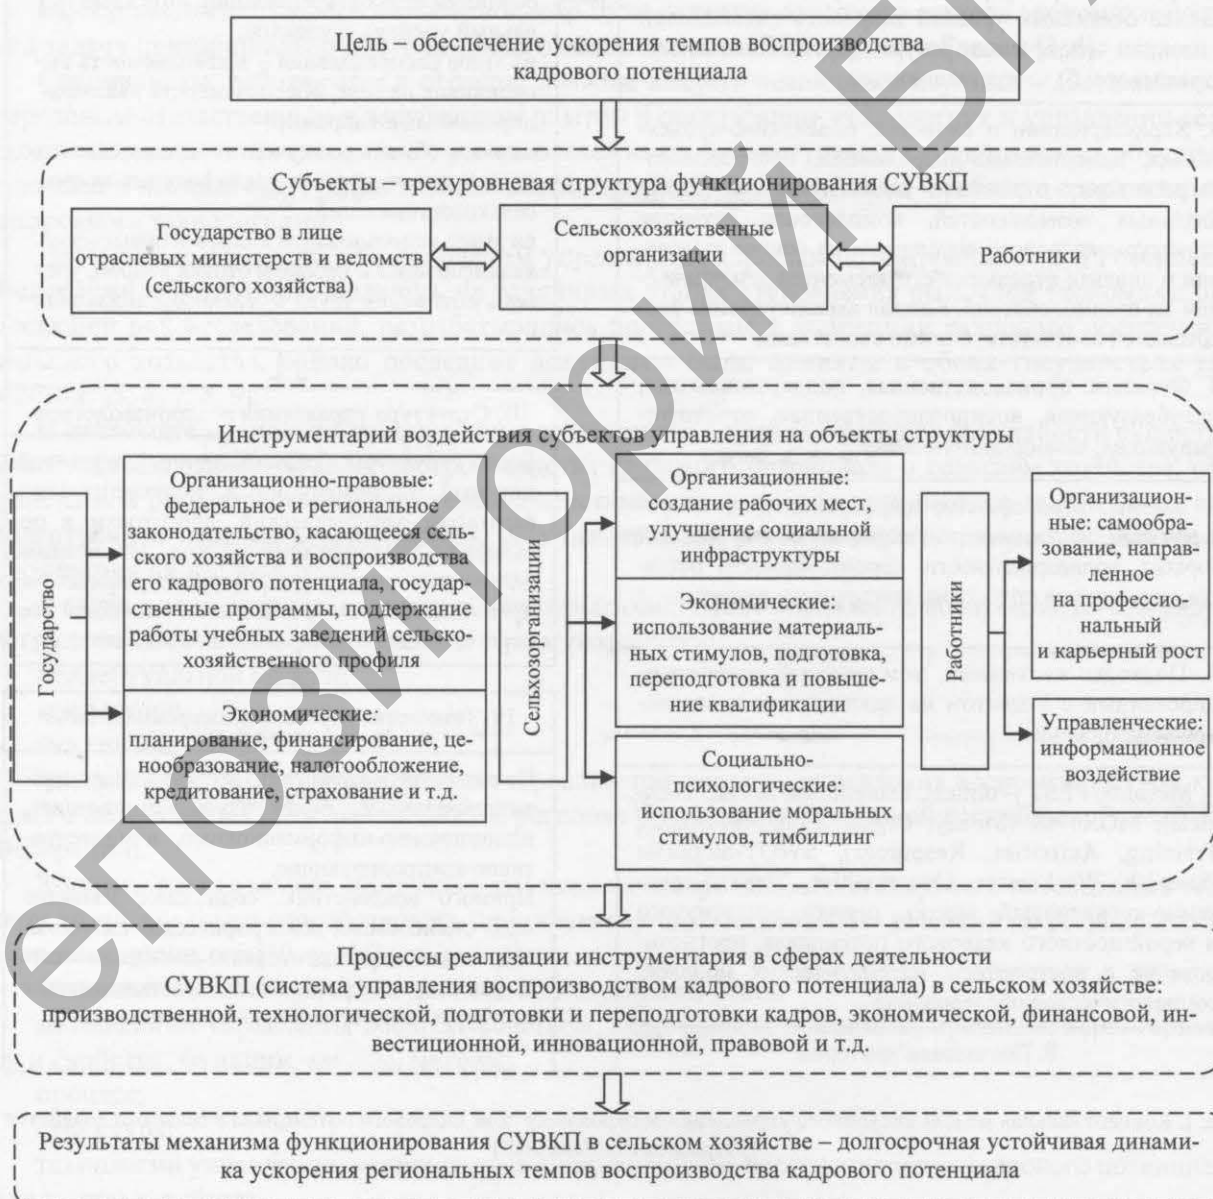 Цель – обеспечение ускорения темпов воспроизводства
кадрового потенциала
Субъекты – трехуровневая структура функционирования СУВКП
Государство в лице
отраслевых министерств и ведомств
(сельского хозяйства)
Сельскохозяйственные
организации
Работники
Инструментарий воздействия субъектов управления на объекты структуры
Государство
Организационно-правовые:
федеральное и региональное
законодательство, касающееся сель-
ского хозяйства и воспроизводства
его кадрового потенциала, государ-
ственные программы, поддержание
работы учебных заведений сельско-
хозяйственного профиля
Экономические:
планирование, финансирование, це-
нообразование, налогообложение,
кредитование, страхование и т.д.
Сельхозорганизации
Организационные:
создание рабочих мест,
улучшение социальной
инфраструктуры
Экономические:
использование материаль-
ных стимулов, подготовка,
переподготовка и повыше-
ние квалификации
Социально-
психологические:
использование моральных
стимулов, тимбилдинг
Работники
Организацион-
ные: самообра-
зование, направ-
ленное
на профессио-
нальный
и карьерный рост
Управленческие:
информационное
воздействие
Процессы реализации инструментария в сферах деятельности
СУВКП (система управления воспроизводством кадрового потенциала) в сельском хозяйстве:
производственной, технологической, подготовки и переподготовки кадров, экономической, финансовой, ин-
вестиционной, инновационной, правовой и т.д.
Результаты механизма функционирования СУВКП в сельском хозяйстве – долгосрочная устойчивая динами-
ка ускорения региональных темпов воспроизводства кадрового потенциала
епозиторий В